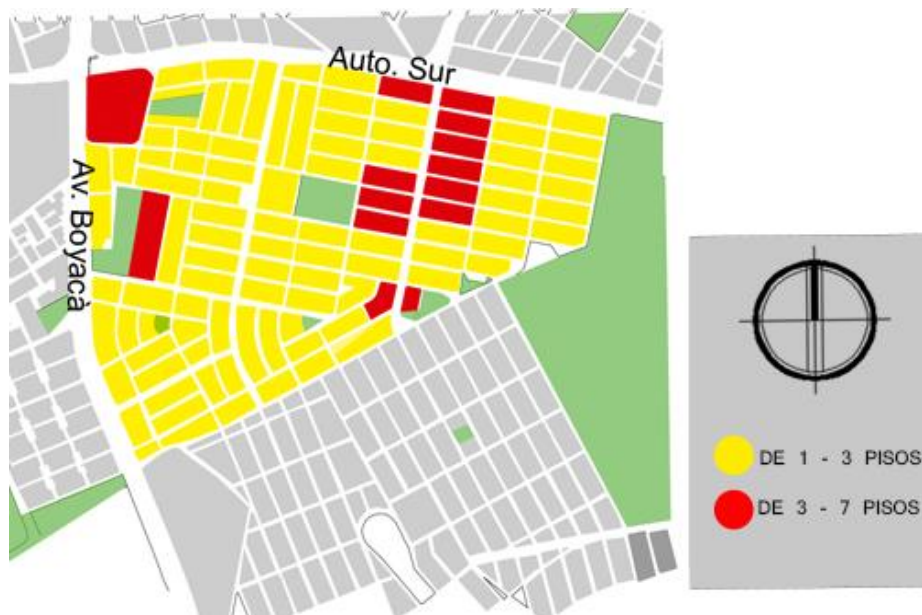 Auto. Sur
Av. Boyacà
DE 1 - 3 PISOS
DE 3 - 7 PISOS